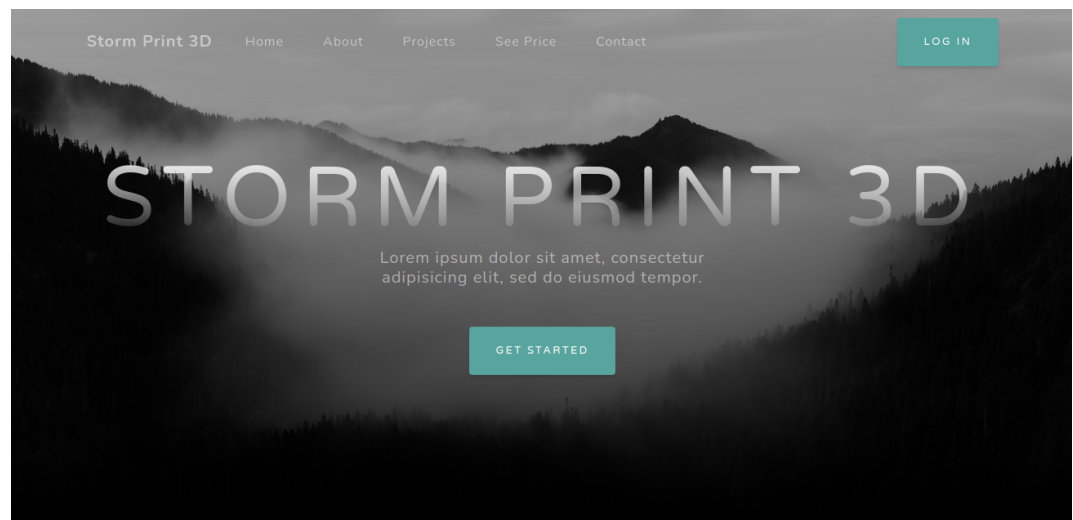 Storm Print 3D Home About Projects See Price Contact LOG IN
STORM PRINT 3D
Lorem ipsum dolor sit amet, consectetur
adipisicing elit, sed do eiusmod tempor.
GET STARTED